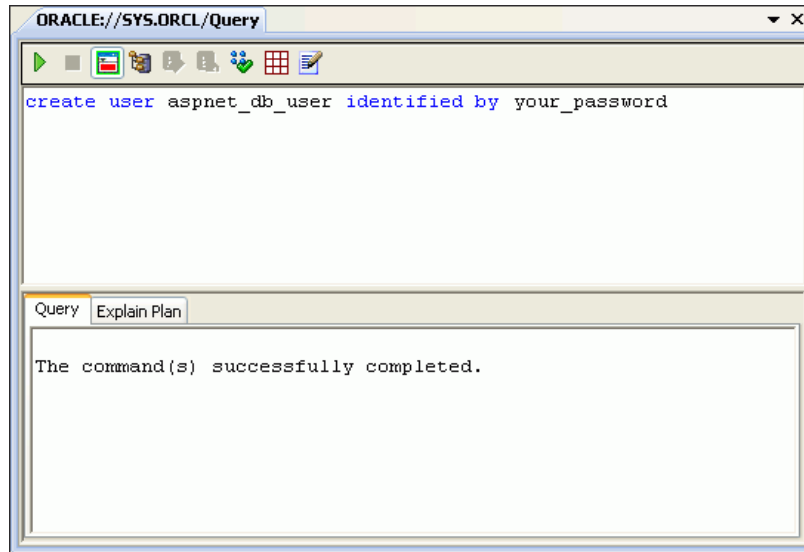 ORACLE://SYS.ORCL/Query
create user aspnet_db_user identified by your_password
Query Explain Plan
The command(s) successfully completed.